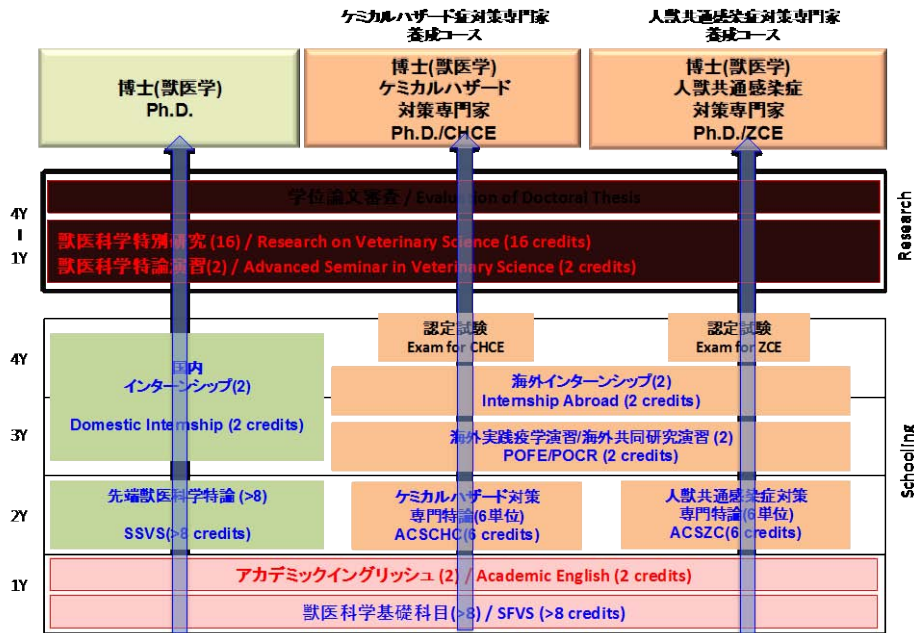 ケミカルハザード症対策専門家
養成コース
人獣共通感染症対策専門家
養成コース
博士(獣医学)
Ph.D.
博士(獣医学)
ケミカルハザード
対策専門家
Ph.D./CHCE
博士(獣医学)
人獣共通感染症
対策専門家
Ph.D./ZCE
学位論文審査 / Evaluation of Doctoral Thesis
4Y
1Y
獣医科学特別研究 (16) / Research on Veterinary Science (16 credits)
獣医科学特論演習(2) / Advanced Seminar in Veterinary Science (2 credits)
Research
認定試験
Exam for CHCE
認定試験
Exam for ZCE
4Y
国内
インターンシップ(2)
Domestic Internship (2 credits)
海外インターンシップ(2)
Internship Abroad (2 credits)
3Y
海外実践疫学演習/海外共同研究演習 (2)
POFE/POCR (2 credits)
Schooling
2Y
先端獣医科学特論 (>8)
SSVS(>8 credits)
ケミカルハザード対策
専門特論(6単位)
ACSCHC(6 credits)
人獣共通感染症対策
専門特論(6単位)
ACSZC(6 credits)
1Y
アカデミックイングリッシュ (2) / Academic English (2 credits)
獣医科学基礎科目(>8) / SFVS (>8 credits)